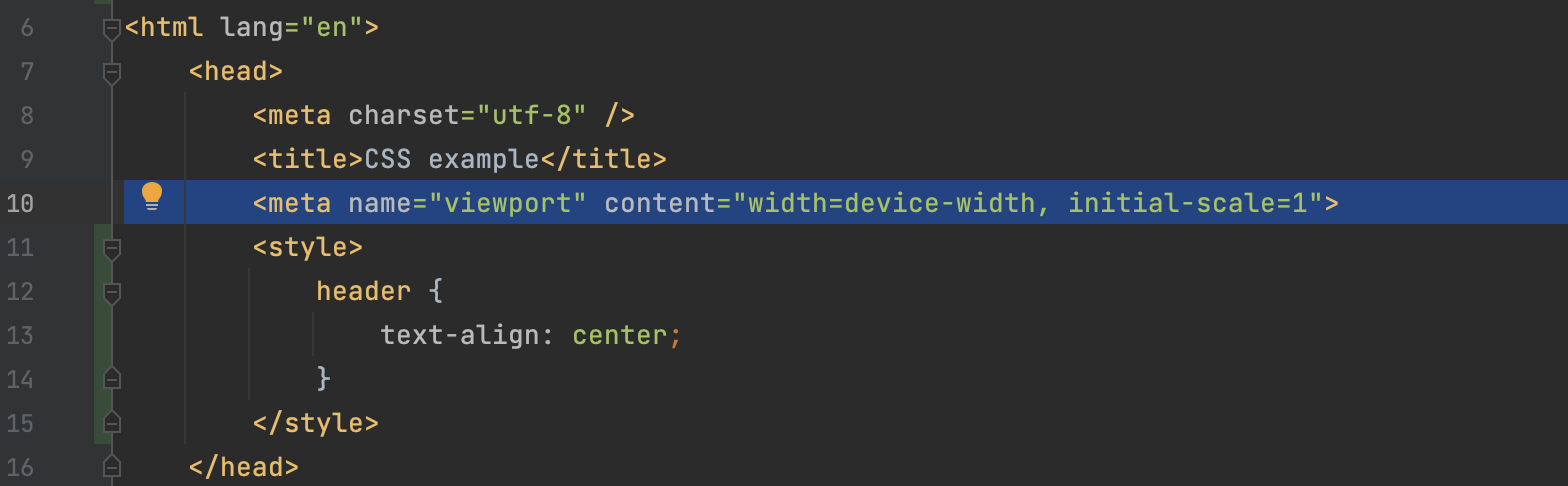 6 <html lang="en">
7 <head>
8 <meta charset="utf-8" />
9 <title>CSS example</title>
10 <meta name="viewport" content="width=device-width, initial-scale=1">
11 <style>
12 header {
13 text-align: center;
14 }
15 </style>
16 </head>